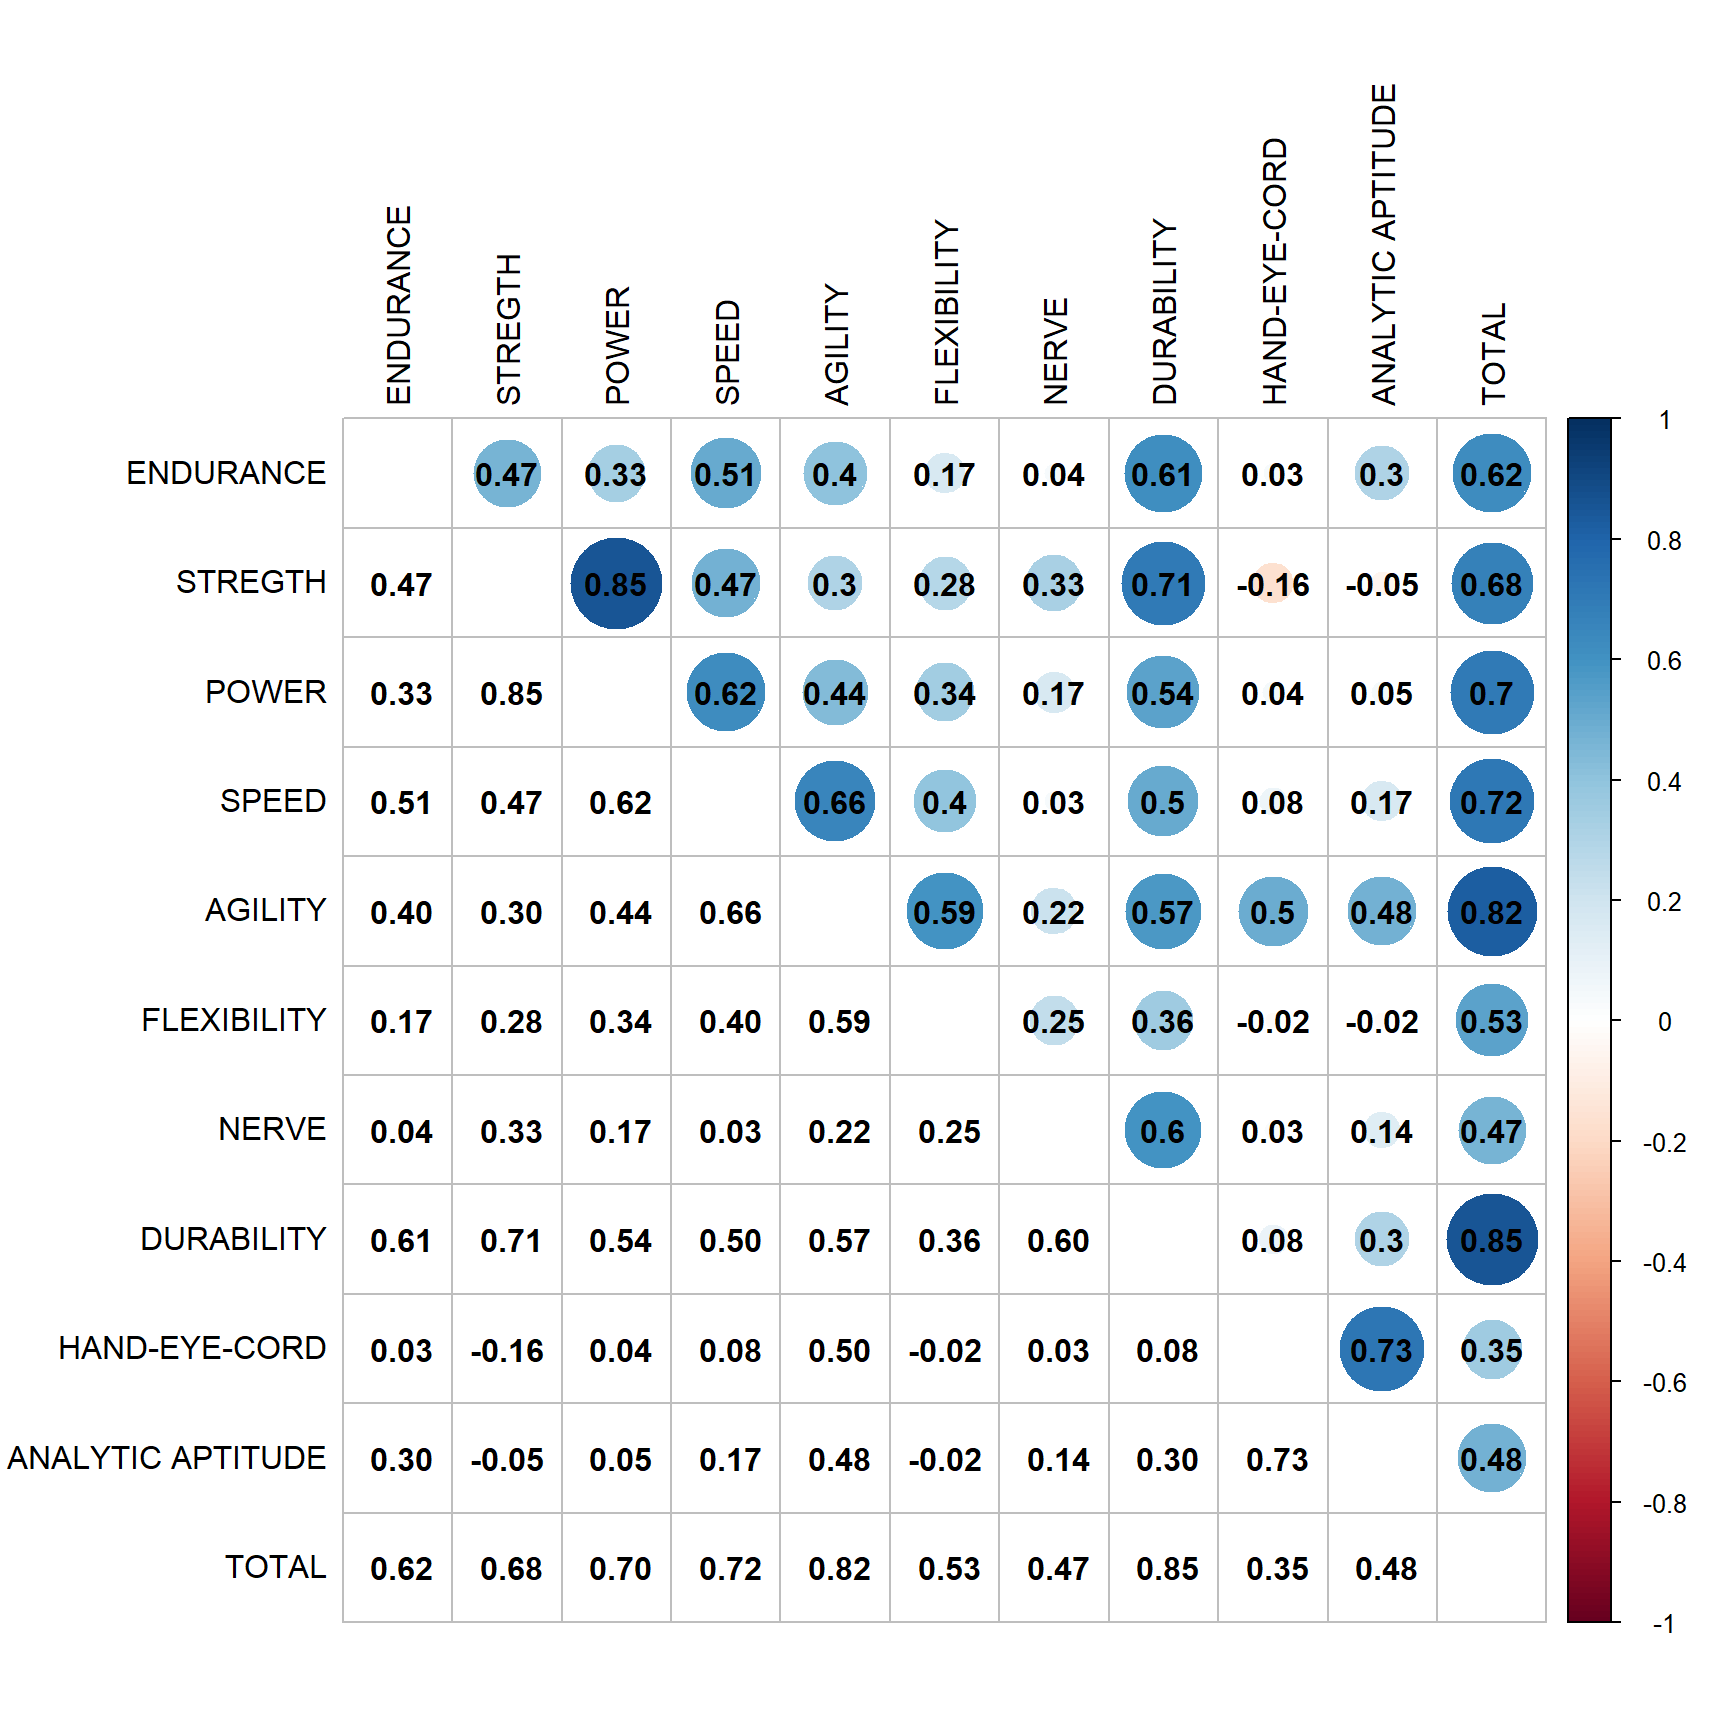 ENDURANCE STREGTH POWER SPEED AGILITY FLEXIBILITY NERVE DURABILITY HAND-EYE-CORD ANALYTIC APTITUDE TOTAL
ENDURANCE 0.47 0.33 0.51 0.4 0.17 0.04 0.61 0.03 0.3 0.62
STREGTH 0.47 0.85 0.47 0.3 0.28 0.33 0.71 -0.16 -0.05 0.68
POWER 0.33 0.85 0.62 0.44 0.34 0.17 0.54 0.04 0.05 0.7
SPEED 0.51 0.47 0.62 0.66 0.4 0.03 0.5 0.08 0.17 0.72
AGILITY 0.40 0.30 0.44 0.66 0.59 0.22 0.57 0.5 0.48 0.82
FLEXIBILITY 0.17 0.28 0.34 0.40 0.59 0.25 0.36 -0.02 -0.02 0.53
NERVE 0.04 0.33 0.17 0.03 0.22 0.25 0.6 0.03 0.14 0.47
DURABILITY 0.61 0.71 0.54 0.50 0.57 0.36 0.60 0.08 0.3 0.85
HAND-EYE-CORD 0.03 -0.16 0.04 0.08 0.50 -0.02 0.03 0.08 0.73 0.35
ANALYTIC APTITUDE 0.30 -0.05 0.05 0.17 0.48 -0.02 0.14 0.30 0.73 0.48
TOTAL 0.62 0.68 0.70 0.72 0.82 0.53 0.47 0.85 0.35 0.48
1
0.8
0.6
0.4
0.2
0
-0.2
-0.4
-0.6
-0.8
-1